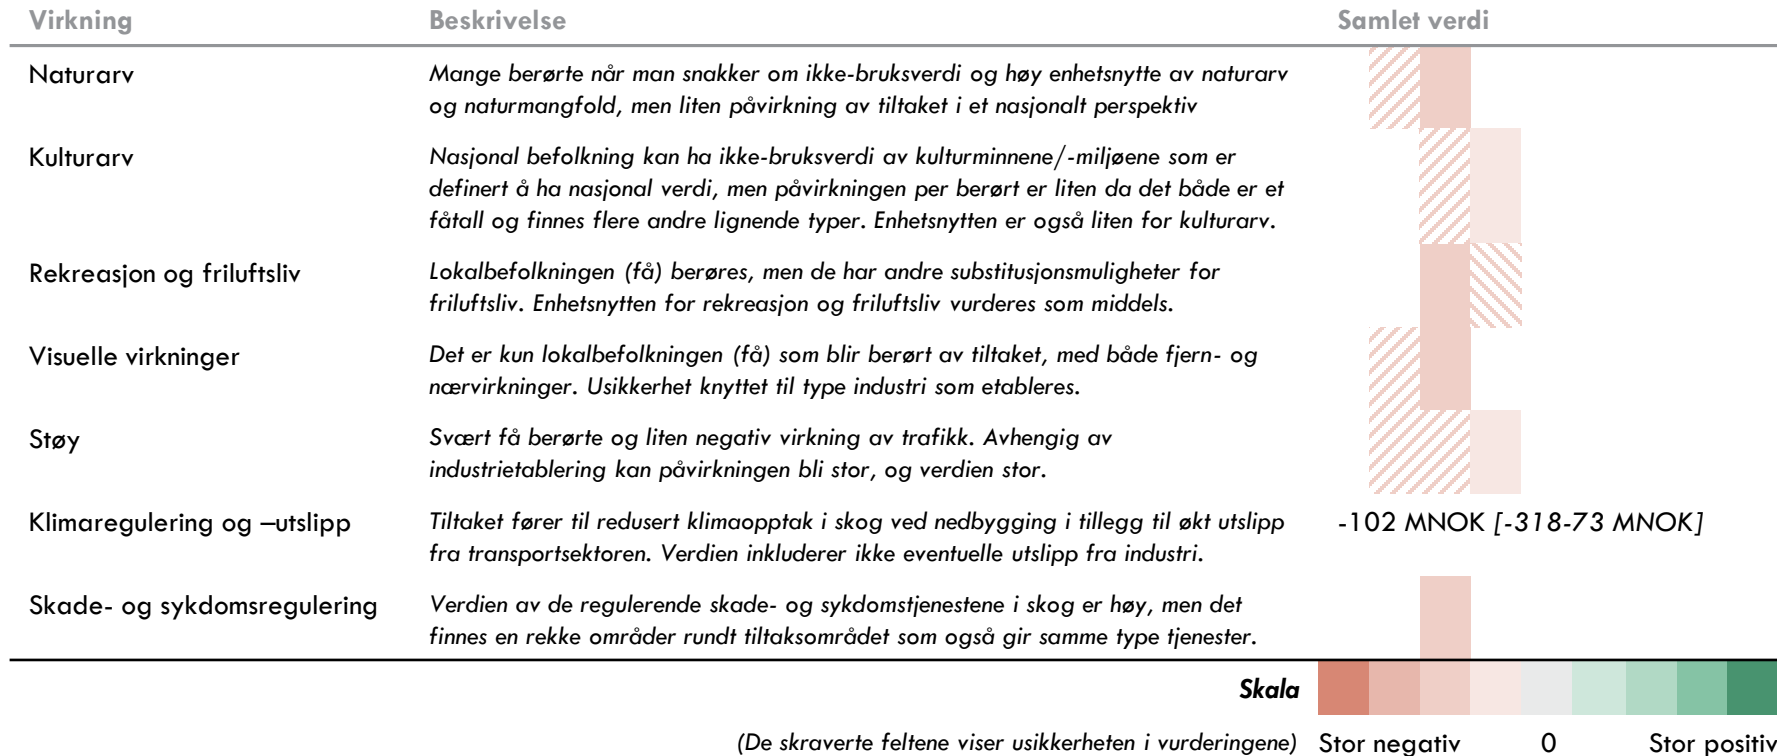 Virkning Beskrivelse Samlet verdi
Naturarv Mange berørte når man snakker om ikke-bruksverdi og høy enhetsnytte av naturarv
og naturmangfold, men liten påvirkning av tiltaket i et nasjonalt perspektiv
Kulturarv Nasjonal befolkning kan ha ikke-bruksverdi av kulturminnene/-miljøene som er
definert å ha nasjonal verdi, men påvirkningen per berørt er liten da det både er et
fåtall og finnes flere andre lignende typer. Enhetsnytten er også liten for kulturarv.
Rekreasjon og friluftsliv Lokalbefolkningen (få) berøres, men de har andre substitusjonsmuligheter for
friluftsliv. Enhetsnytten for rekreasjon og friluftsliv vurderes som middels.
Visuelle virkninger Det er kun lokalbefolkningen (få) som blir berørt av tiltaket, med både fjern- og
nærvirkninger. Usikkerhet knyttet til type industri som etableres.
Støy Svært få berørte og liten negativ virkning av trafikk. Avhengig av
industrietablering kan påvirkningen bli stor, og verdien stor.
Klimaregulering og –utslipp Tiltaket fører til redusert klimaopptak i skog ved nedbygging i tillegg til økt utslipp -102 MNOK [-318-73 MNOK]
fra transportsektoren. Verdien inkluderer ikke eventuelle utslipp fra industri.
Skade- og sykdomsregulering Verdien av de regulerende skade- og sykdomstjenestene i skog er høy, men det
finnes en rekke områder rundt tiltaksområdet som også gir samme type tjenester.
Skala
(De skraverte feltene viser usikkerheten i vurderingene) Stor negativ 0 Stor positiv